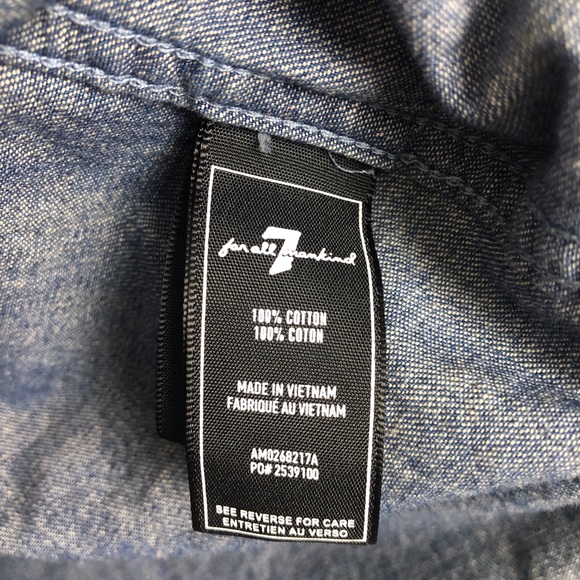 7
for all mankind
100% COTTON
100% COTON
MADE IN VIETNAM
FABRIQUÉ AU VIETNAM
AM0268217A
PO# 2539100
SEE REVERSE FOR CARE
ENTRETIEN AU VERSO